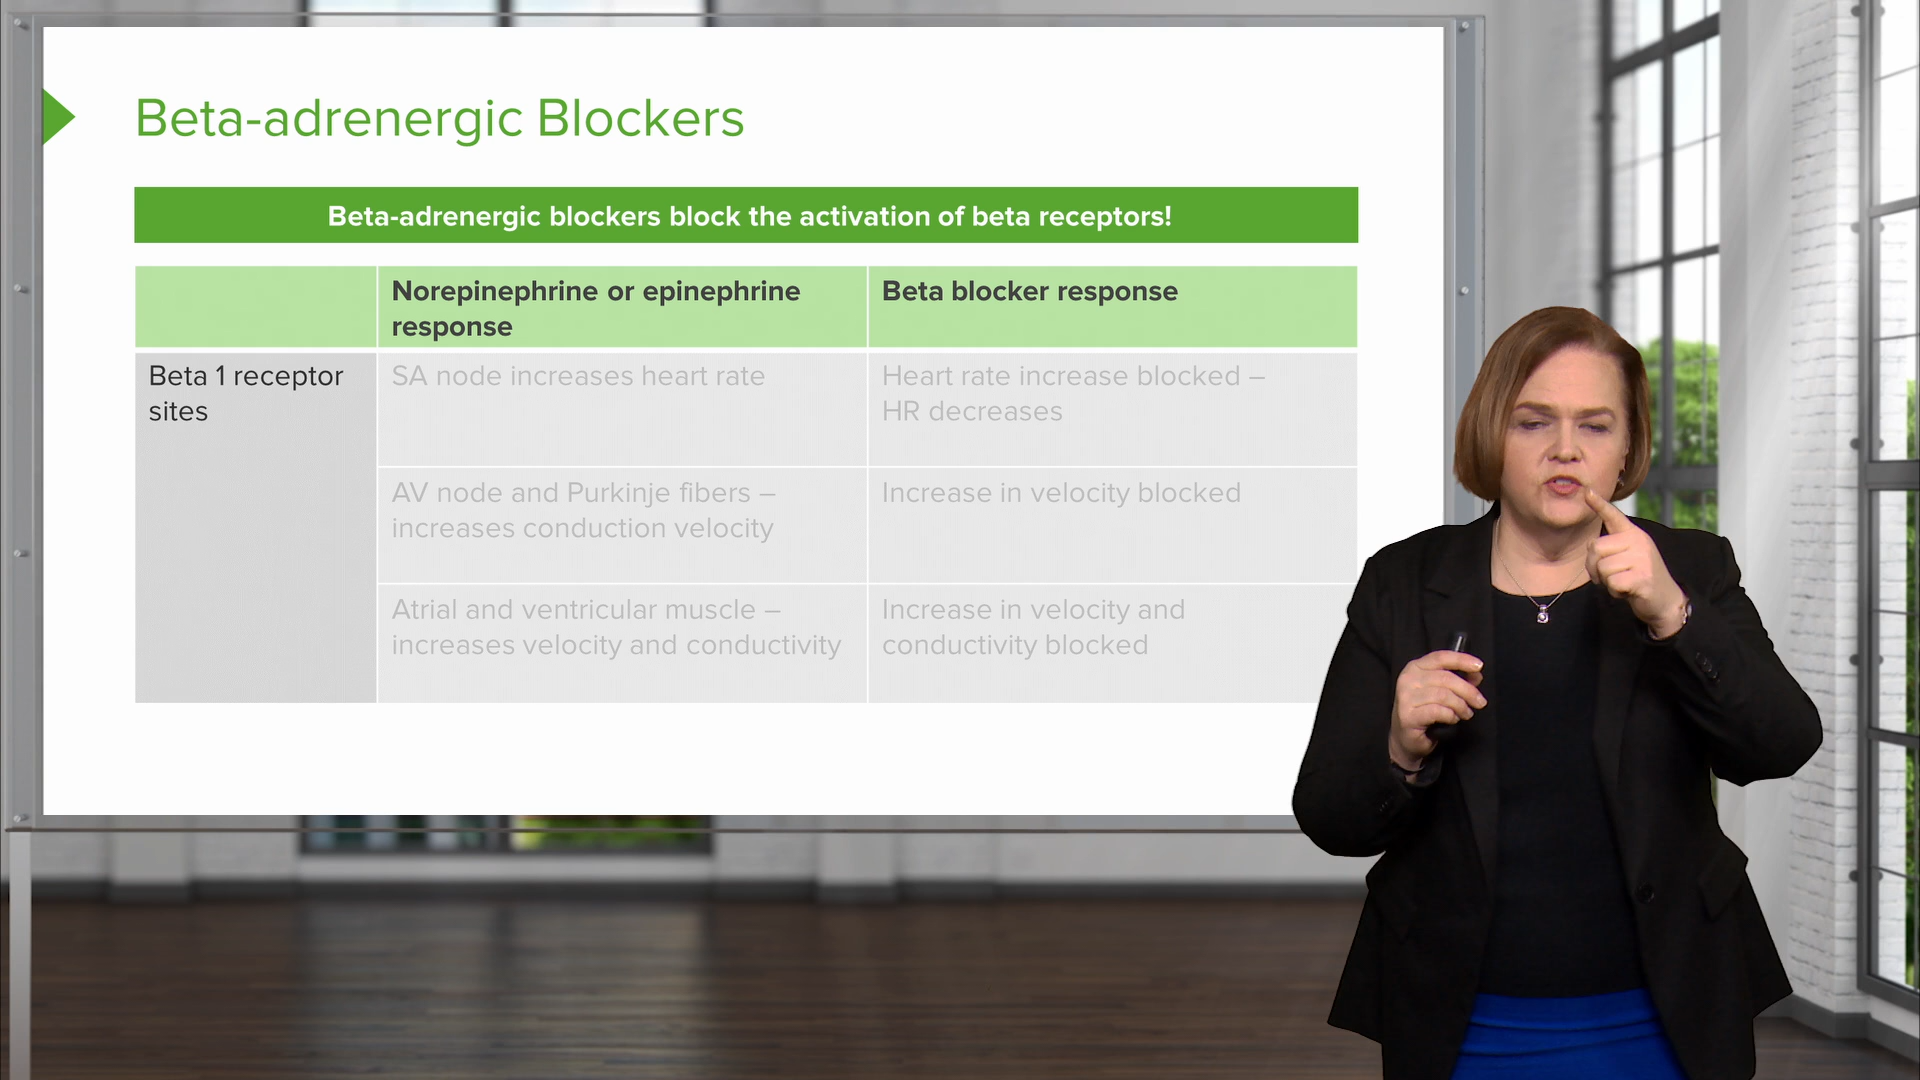 Beta-adrenergic Blockers
Beta-adrenergic blockers block the activation of beta receptors!
Norepinephrine or epinephrine
response
Beta blocker response
Beta 1 receptor
sites
SA node increases heart rate
Heart rate increase blocked –
HR decreases
AV node and Purkinje fibers –
increases conduction velocity
Increase in velocity blocked
Atrial and ventricular muscle –
increases velocity and conductivity
Increase in velocity and
conductivity blocked